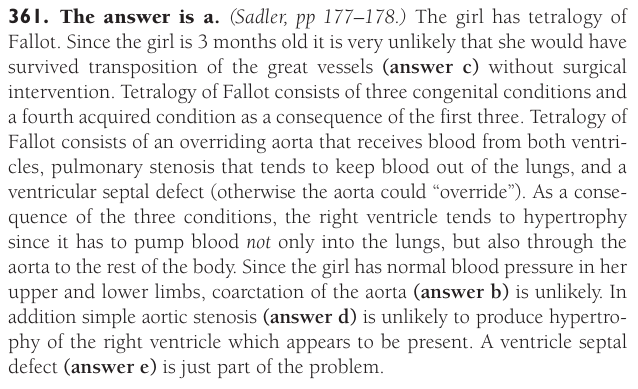 361. The answer is a. (Sadler, pp 177–178.) The girl has tetralogy of
Fallot. Since the girl is 3 months old it is very unlikely that she would have
survived transposition of the great vessels (answer c) without surgical
intervention. Tetralogy of Fallot consists of three congenital conditions and
a fourth acquired condition as a consequence of the first three. Tetralogy of
Fallot consists of an overriding aorta that receives blood from both ventri-
cles, pulmonary stenosis that tends to keep blood out of the lungs, and a
ventricular septal defect (otherwise the aorta could “override”). As a conse-
quence of the three conditions, the right ventricle tends to hypertrophy
since it has to pump blood not only into the lungs, but also through the
aorta to the rest of the body. Since the girl has normal blood pressure in her
upper and lower limbs, coarctation of the aorta (answer b) is unlikely. In
addition simple aortic stenosis (answer d) is unlikely to produce hypertro-
phy of the right ventricle which appears to be present. A ventricle septal
defect (answer e) is just part of the problem.